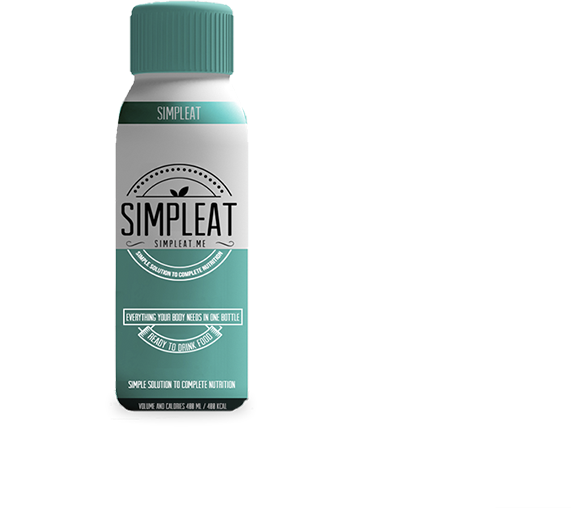 SIMPLEAT
SIMPLEAT
SIMPLEAT.ME
SIMPLE SOLUTION TO COMPLETE NUTRITION
EVERYTHING YOUR BODY NEEDS IN ONE BOTTLE
READY TO DRINK FOOD
SIMPLE SOLUTION TO COMPLETE NUTRITION
VOLUME AND CALORIES 400 ML / 400 KCAL